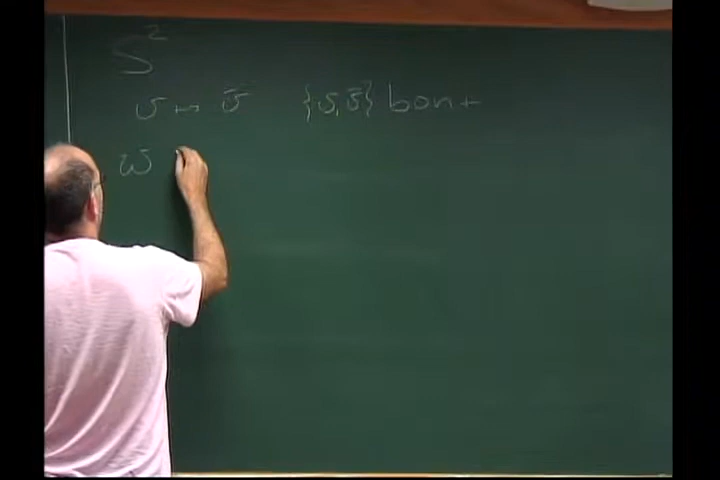 S²
υ ↦ ῡ {υ, ῡ} bon+
ω